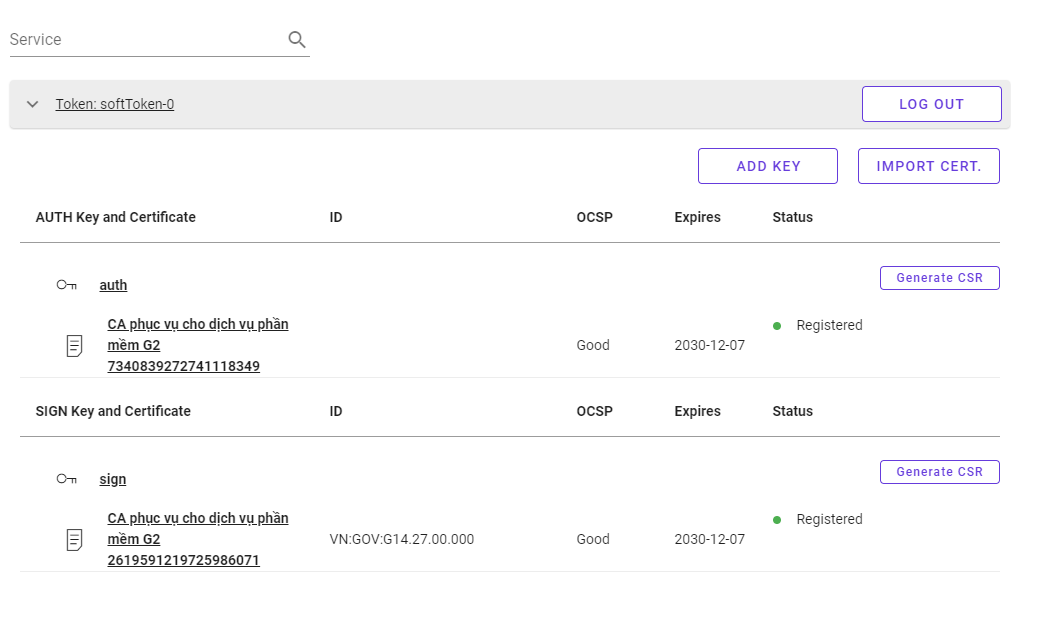 Service
Token: softToken-0
LOG OUT
ADD KEY
IMPORT CERT.
AUTH Key and Certificate ID OCSP Expires Status
auth
Generate CSR
CA phục vụ cho dịch vụ phần
Registered
mềm G2
Good 2030-12-07
7340839272741118349
SIGN Key and Certificate ID OCSP Expires Status
sign
Generate CSR
CA phục vụ cho dịch vụ phần
Registered
mềm G2
VN:GOV:G14.27.00.000 Good 2030-12-07
2619591219725986071